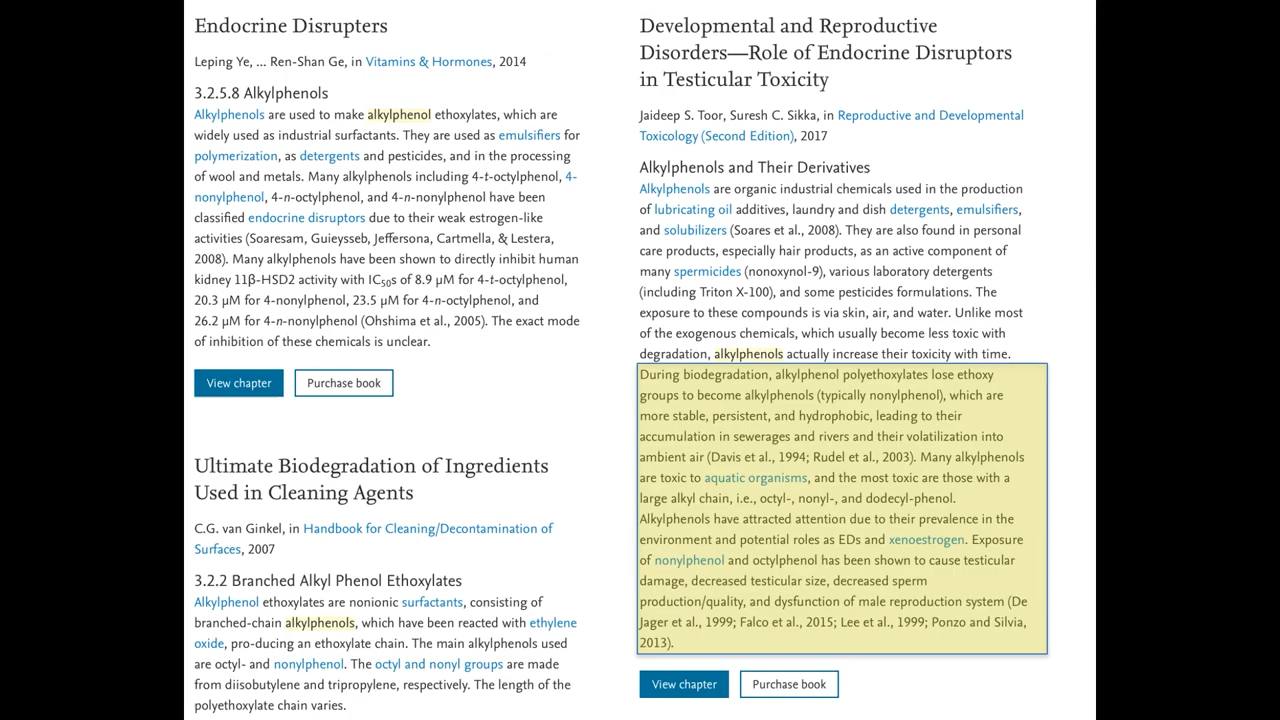 Endocrine Disrupters
Leping Ye, ... Ren-Shan Ge, in Vitamins & Hormones, 2014
3.2.5.8 Alkylphenols
Alkylphenols are used to make alkylphenol ethoxylates, which are
widely used as industrial surfactants. They are used as emulsifiers for
polymerization, as detergents and pesticides, and in the processing
of wool and metals. Many alkylphenols including 4-t-octylphenol, 4-
nonylphenol, 4-n-octylphenol, and 4-n-nonylphenol have been
classified endocrine disruptors due to their weak estrogen-like
activities (Soaresam, Guieysseb, Jeffersona, Cartmella, & Lestera,
2008). Many alkylphenols have been shown to directly inhibit human
kidney 11β-HSD2 activity with IC50s of 8.9 μM for 4-t-octylphenol,
20.3 μM for 4-nonylphenol, 23.5 μM for 4-n-octylphenol, and
26.2 μM for 4-n-nonylphenol (Ohshima et al., 2005). The exact mode
of inhibition of these chemicals is unclear.
View chapter
Purchase book
Ultimate Biodegradation of Ingredients
Used in Cleaning Agents
C.G. van Ginkel, in Handbook for Cleaning/Decontamination of
Surfaces, 2007
3.2.2 Branched Alkyl Phenol Ethoxylates
Alkylphenol ethoxylates are nonionic surfactants, consisting of
branched-chain alkylphenols, which have been reacted with ethylene
oxide, pro-ducing an ethoxylate chain. The main alkylphenols used
are octyl- and nonylphenol. The octyl and nonyl groups are made
from diisobutylene and tripropylene, respectively. The length of the
polyethoxylate chain varies.
Developmental and Reproductive
Disorders—Role of Endocrine Disruptors
in Testicular Toxicity
Jaideep S. Toor, Suresh C. Sikka, in Reproductive and Developmental
Toxicology (Second Edition), 2017
Alkylphenols and Their Derivatives
Alkylphenols are organic industrial chemicals used in the production
of lubricating oil additives, laundry and dish detergents, emulsifiers,
and solubilizers (Soares et al., 2008). They are also found in personal
care products, especially hair products, as an active component of
many spermicides (nonoxynol-9), various laboratory detergents
(including Triton X-100), and some pesticides formulations. The
exposure to these compounds is via skin, air, and water. Unlike most
of the exogenous chemicals, which usually become less toxic with
degradation, alkylphenols actually increase their toxicity with time.
During biodegradation, alkylphenol polyethoxylates lose ethoxy
groups to become alkylphenols (typically nonylphenol), which are
more stable, persistent, and hydrophobic, leading to their
accumulation in sewerages and rivers and their volatilization into
ambient air (Davis et al., 1994; Rudel et al., 2003). Many alkylphenols
are toxic to aquatic organisms, and the most toxic are those with a
large alkyl chain, i.e., octyl-, nonyl-, and dodecyl-phenol.
Alkylphenols have attracted attention due to their prevalence in the
environment and potential roles as EDs and xenoestrogen. Exposure
of nonylphenol and octylphenol has been shown to cause testicular
damage, decreased testicular size, decreased sperm
production/quality, and dysfunction of male reproduction system (De
Jager et al., 1999; Falco et al., 2015; Lee et al., 1999; Ponzo and Silvia,
2013).
View chapter
Purchase book